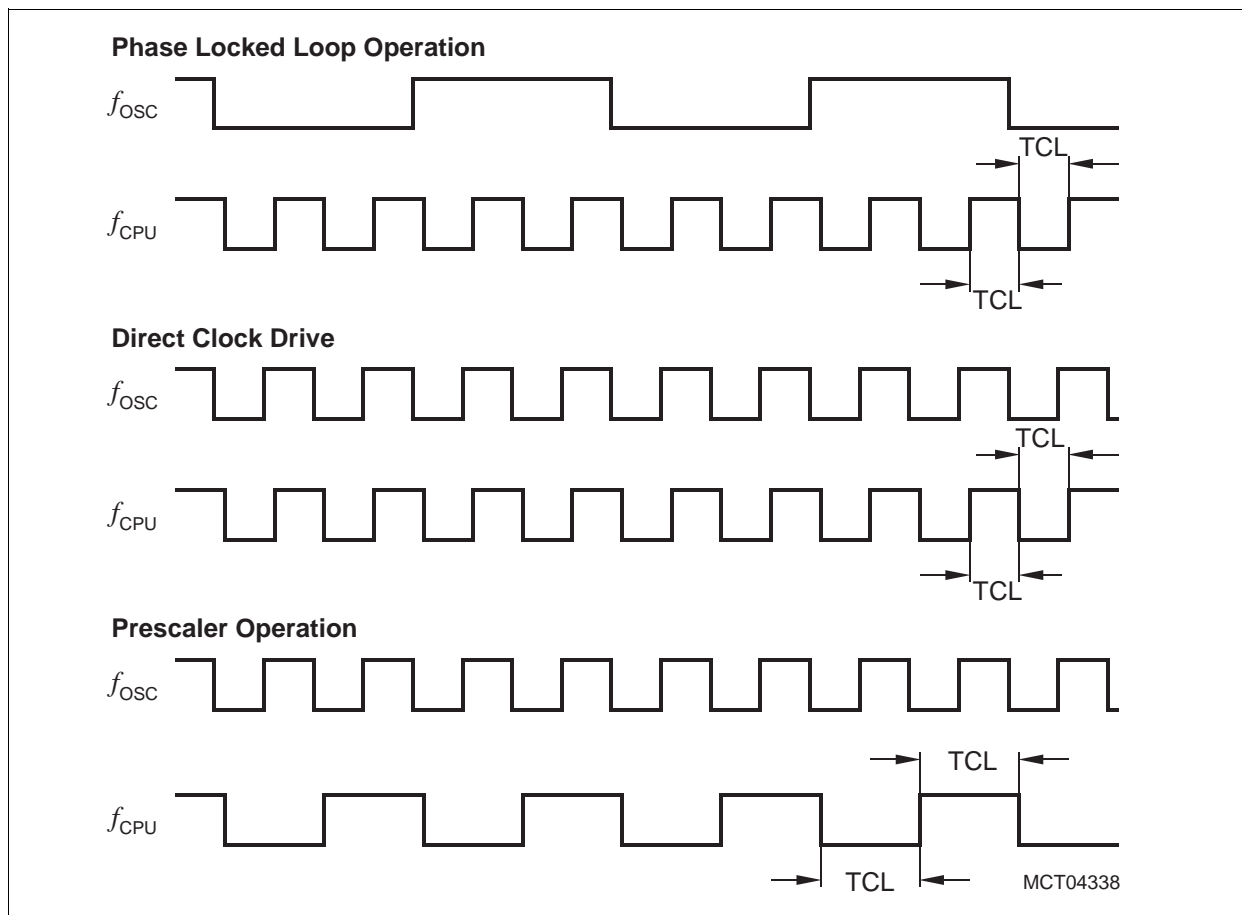 Phase Locked Loop Operation
fOSC
TCL
fCPU
TCL
Direct Clock Drive
fOSC
TCL
fCPU
TCL
Prescaler Operation
fOSC
TCL
fCPU
TCL
MCT04338